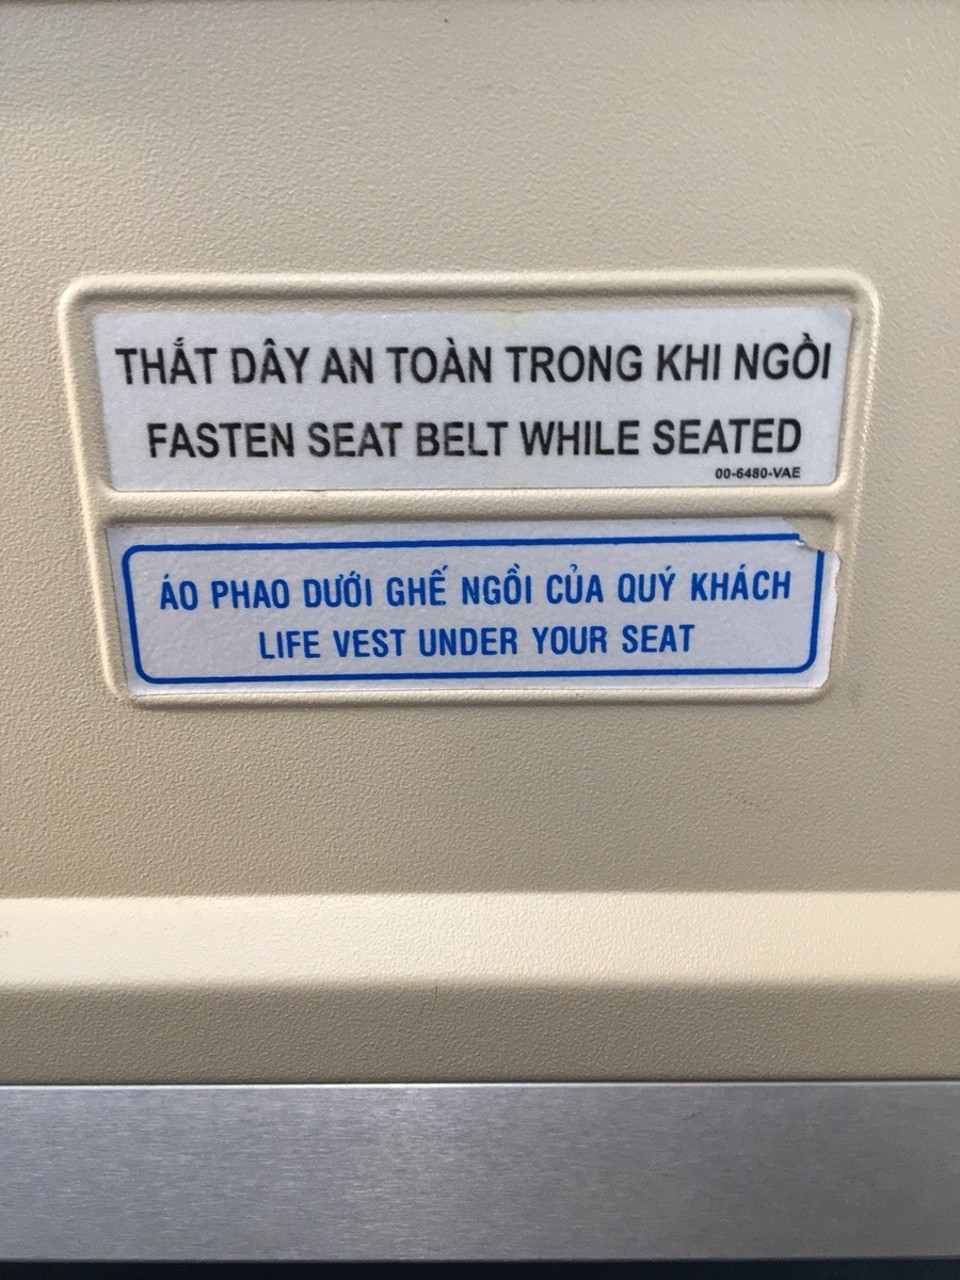 THẮT DÂY AN TOÀN TRONG KHI NGỒI
FASTEN SEAT BELT WHILE SEATED
00-6480-VAE
ÁO PHAO DƯỚI GHẾ NGỒI CỦA QUÝ KHÁCH
LIFE VEST UNDER YOUR SEAT